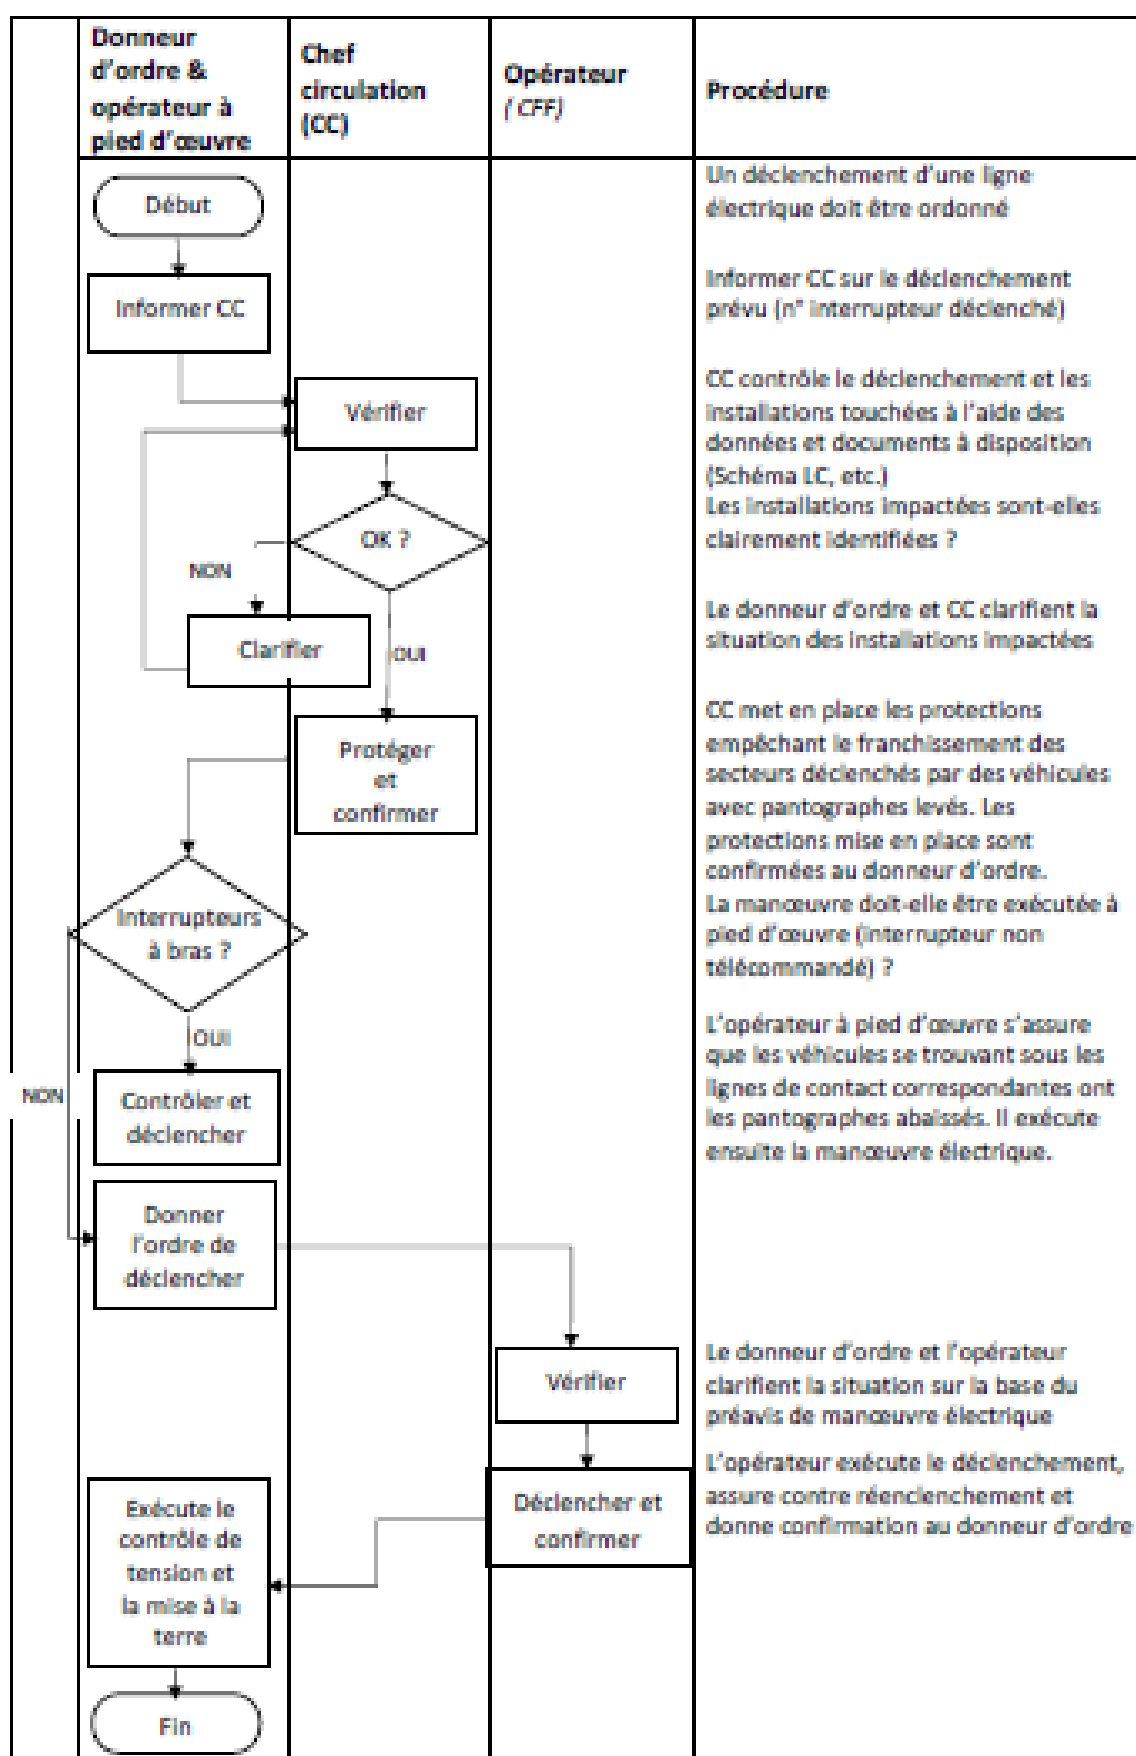 Donneur
d'ordre &
opérateur à
pied d'œuvre
Chef
circulation
(CC)
Opérateur
( CFF)
Procédure
Début
Un déclenchement d'une ligne
électrique doit être ordonné
Informer CC
Informer CC sur le déclenchement
prévu (n° interrupteur déclenché)
Vérifier
CC contrôle le déclenchement et les
installations touchées à l'aide des
données et documents à disposition
(Schéma LC, etc.)
OK ?
Les installations impactées sont-elles
clairement identifiées ?
NON
Clarifier
OUI
Le donneur d'ordre et CC clarifient la
situation des installations impactées
Protéger
et
confirmer
CC met en place les protections
empêchant le franchissement des
secteurs déclenchés par des véhicules
avec pantographes levés. Les
protections mise en place sont
confirmées au donneur d'ordre.
Interrupteurs
à bras ?
La manœuvre doit-elle être exécutée à
pied d'œuvre (interrupteur non
télécommandé) ?
OUI
NON
Contrôler et
déclencher
L'opérateur à pied d'œuvre s'assure
que les véhicules se trouvant sous les
lignes de contact correspondantes ont
les pantographes abaissés. Il exécute
ensuite la manœuvre électrique.
Donner
l'ordre de
déclencher
Vérifier
Le donneur d'ordre et l'opérateur
clarifient la situation sur la base du
préavis de manœuvre électrique
Déclencher et
confirmer
L'opérateur exécute le déclenchement,
assure contre réenclenchement et
donne confirmation au donneur d'ordre
Exécute le
contrôle de
tension et
la mise à la
terre
Fin